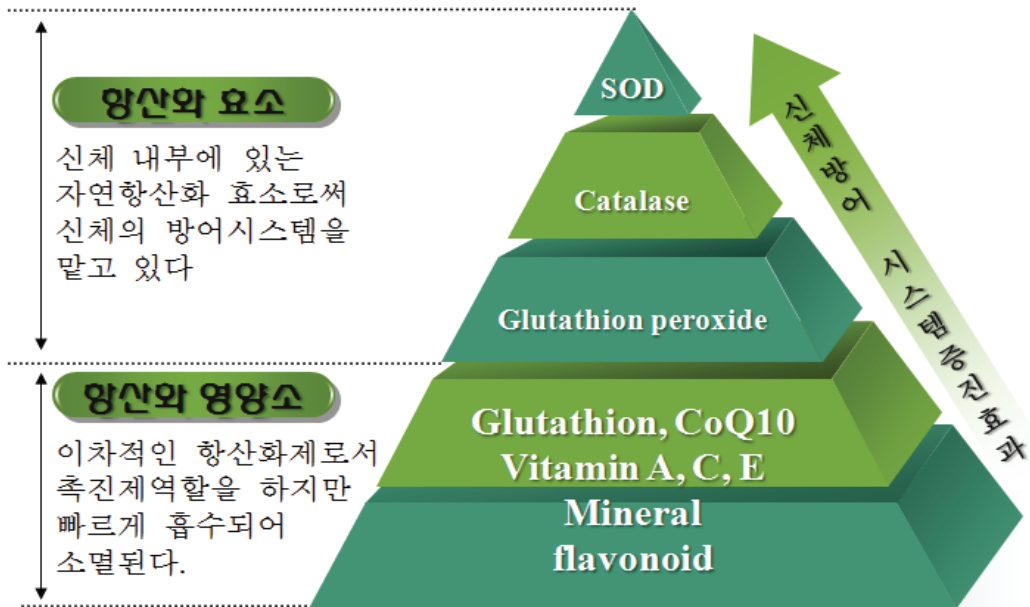 항산화 효소
신체 내부에 있는
자연항산화 효소로써
신체의 방어시스템을
맡고 있다
항산화 영양소
이차적인 항산화제로서
촉진제역할을 하지만
빠르게 흡수되어
소멸된다.
SOD
Catalase
Glutathion peroxide
Glutathion, CoQ10
Vitamin A, C, E
Mineral
flavonoid
신체방어 시스템증진효과